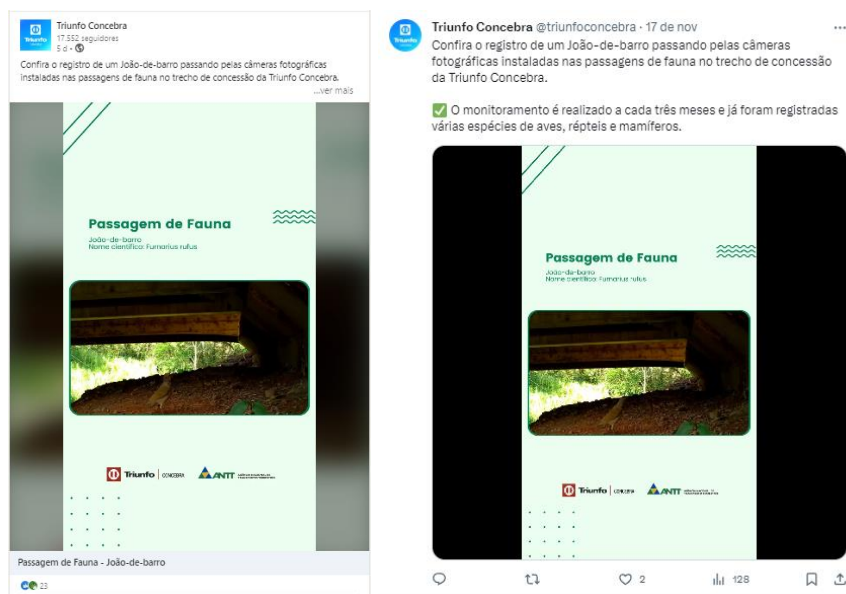 Triunfo Concebra
17.552 seguidores
5 d •
Confira o registro de um João-de-barro passando pelas câmeras fotográficas
instaladas nas passagens de fauna no trecho de concessão da Triunfo Concebra.
...ver mais
Passagem de Fauna
João-de-barro
Nome científico: Furnarius rufus
Triunfo CONCEBRA
ANTT
Passagem de Fauna - João-de-barro
23
Triunfo Concebra @triunfoconcebra · 17 de nov
Confira o registro de um João-de-barro passando pelas câmeras
fotográficas instaladas nas passagens de fauna no trecho de concessão
da Triunfo Concebra.
✅ O monitoramento é realizado a cada três meses e já foram registradas
várias espécies de aves, répteis e mamíferos.
Passagem de Fauna
João-de-barro
Nome científico: Furnarius rufus
Triunfo CONCEBRA
ANTT
2
128